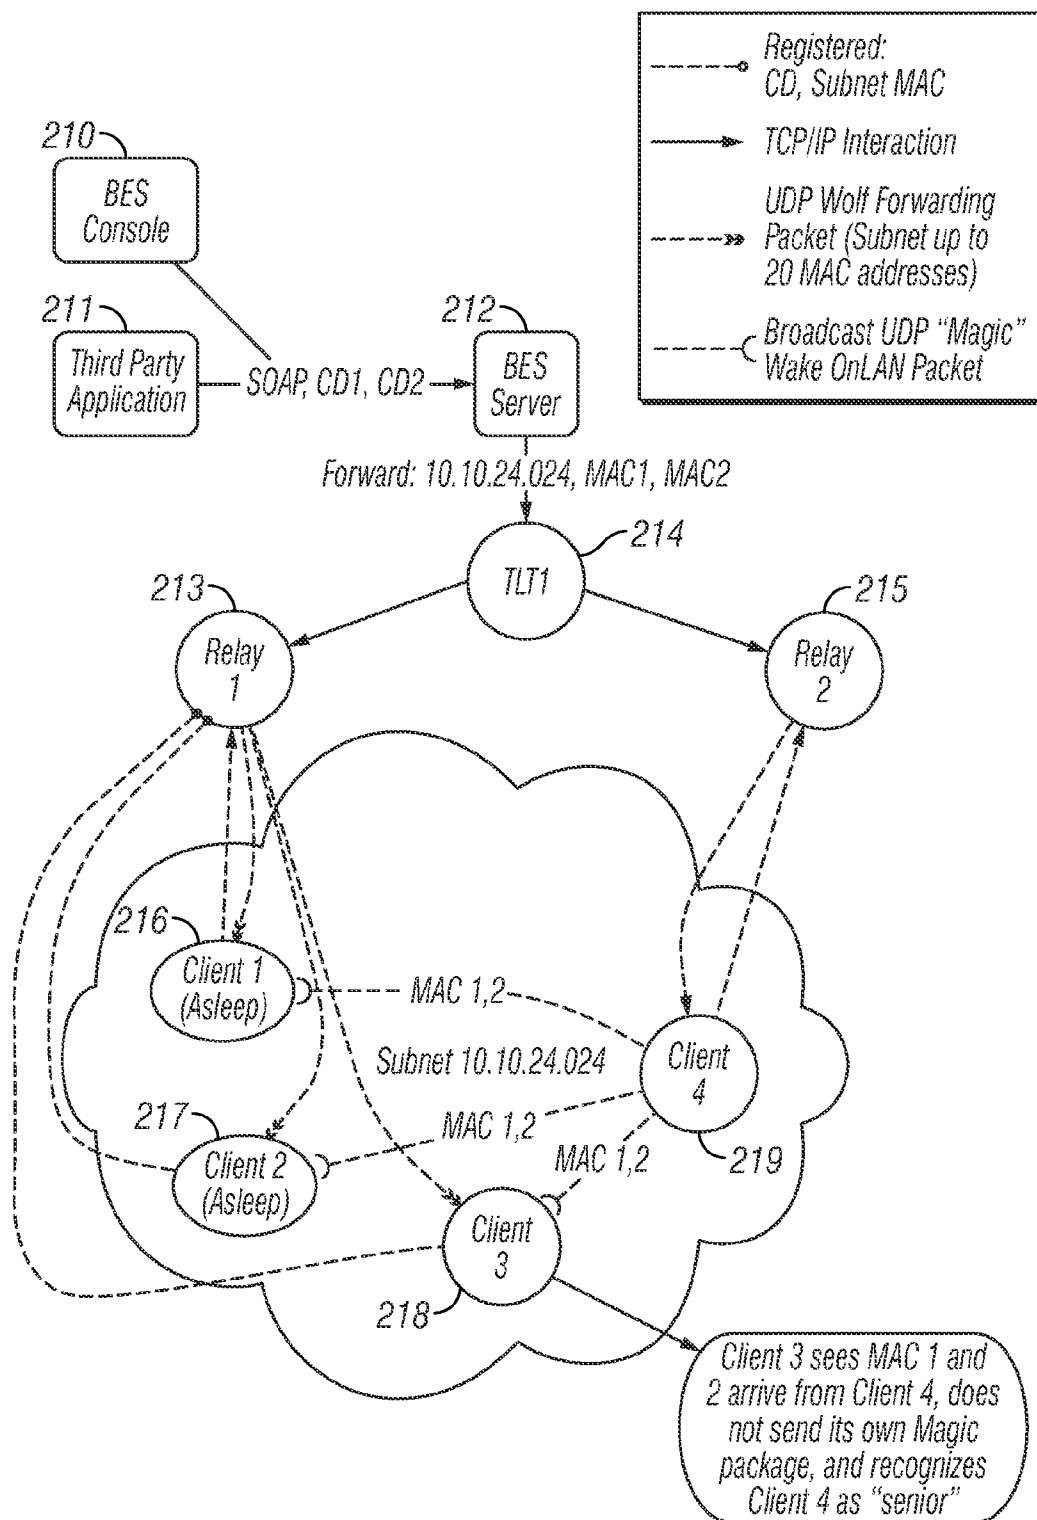 Registered:
CD, Subnet MAC
TCP/IP Interaction
UDP Wolf Forwarding
Packet (Subnet up to
20 MAC addresses)
Broadcast UDP “Magic”
Wake OnLAN Packet
210
BES
Console
211
Third Party
Application
SOAP, CD1, CD2
212
BES
Server
Forward: 10.10.24.024, MAC1, MAC2
214
TLT1
213
Relay
1
215
Relay
2
216
Client 1
(Asleep)
MAC 1,2
Subnet 10.10.24.024
Client
4
219
217
Client 2
(Asleep)
MAC 1,2
MAC 1,2
Client
3
218
Client 3 sees MAC 1 and
2 arrive from Client 4, does
not send its own Magic
package, and recognizes
Client 4 as “senior”